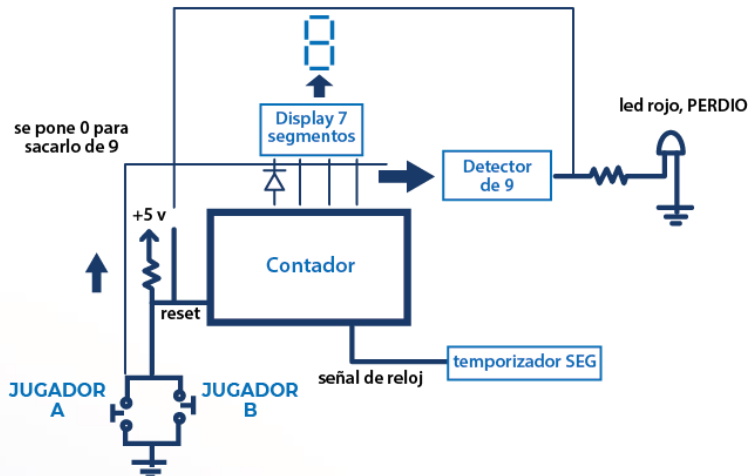 led rojo, PERDIO
se pone 0 para
sacarlo de 9
Display 7
segmentos
Detector
de 9
+5 v
Contador
reset
señal de reloj
temporizador SEG
JUGADOR
A
JUGADOR
B